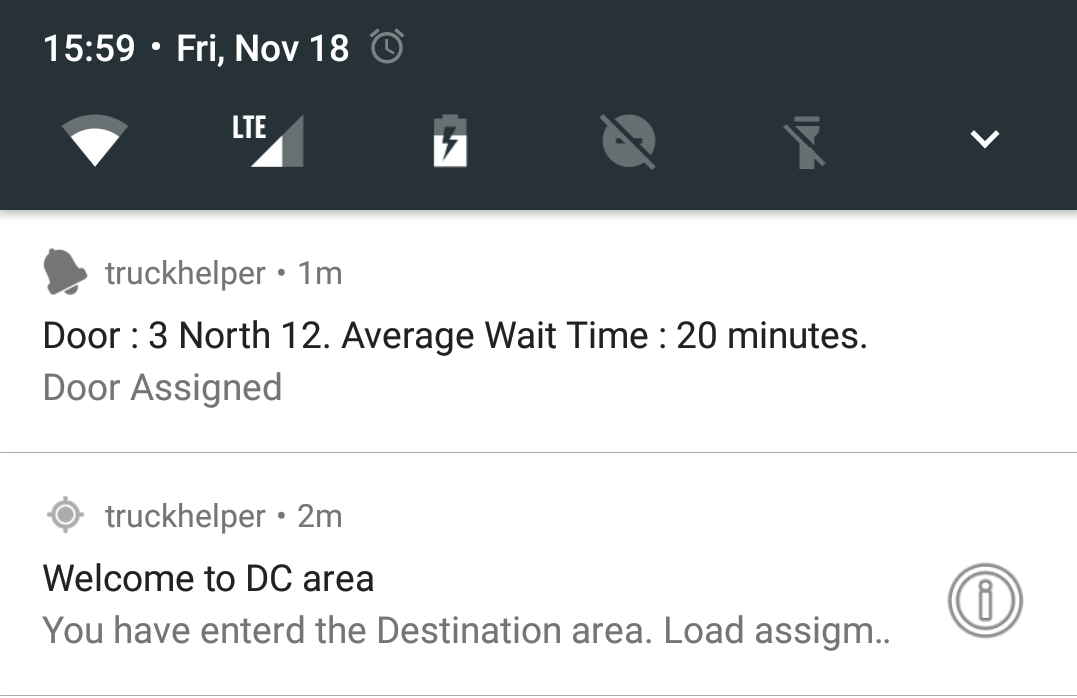 15:59 • Fri, Nov 18
LTE
truckhelper • 1m
Door : 3 North 12. Average Wait Time : 20 minutes.
Door Assigned
truckhelper • 2m
Welcome to DC area
You have enterd the Destination area. Load assigm..